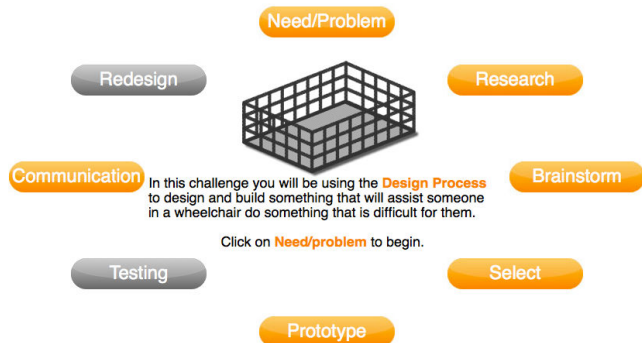 Need/Problem
Redesign
Research
Communication
Brainstorm
In this challenge you will be using the Design Process
to design and build something that will assist someone
in a wheelchair do something that is difficult for them.
Click on Need/problem to begin.
Testing
Select
Prototype